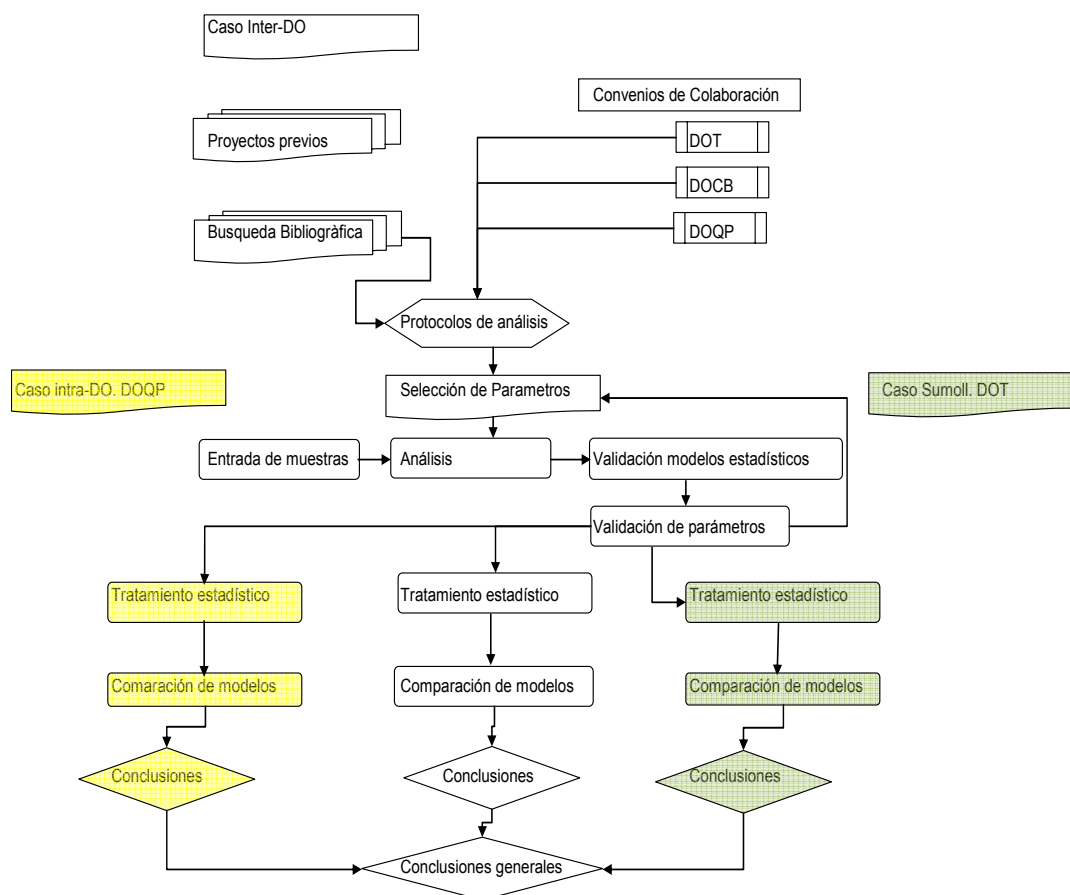 Caso Inter-DO
Convenios de Colaboración
Proyectos previos
DOT
DOCB
Busqueda Bibliogràfica
DOQP
Protocolos de análisis
Caso intra-DO. DOQP
Selección de Parametros
Caso Sumoll. DOT
Entrada de muestras
Análisis
Validación modelos estadísticos
Validación de parámetros
Tratamiento estadístico
Tratamiento estadístico
Tratamiento estadístico
Comaración de modelos
Comparación de modelos
Comparación de modelos
Conclusiones
Conclusiones
Conclusiones
Conclusiones generales